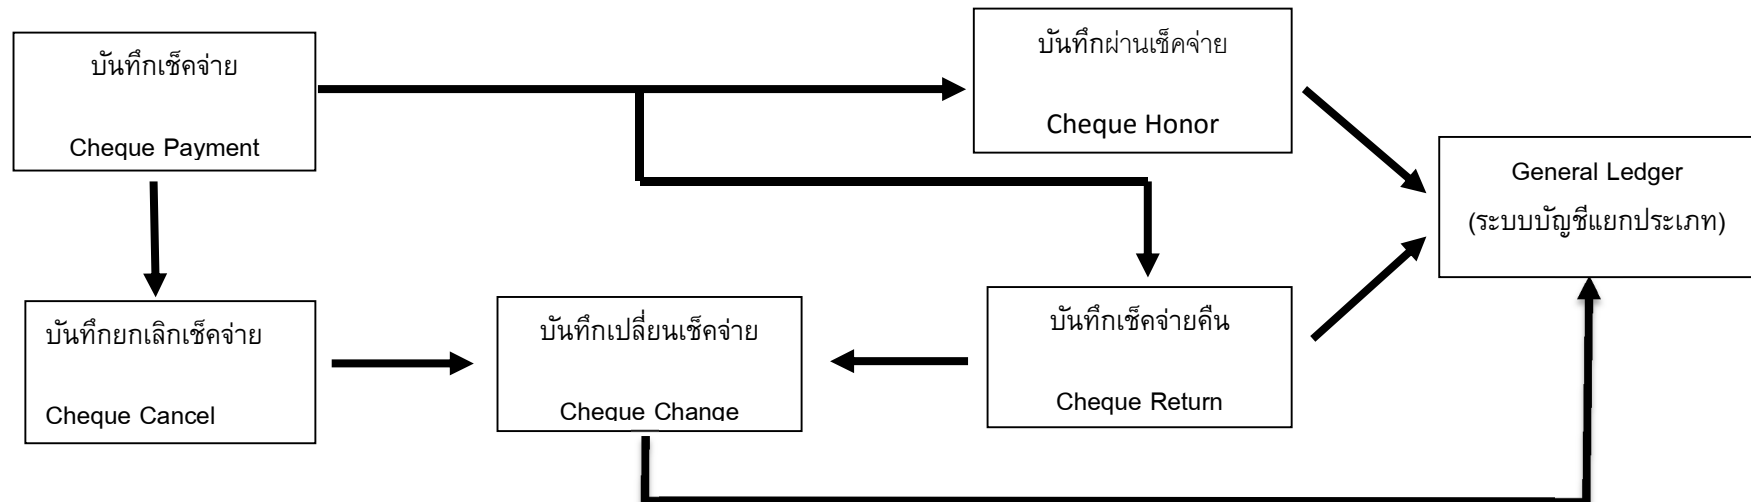 บันทึกเช็คจ่าย
Cheque Payment
บันทึกผ่านเช็คจ่าย
Cheque Honor
General Ledger
(ระบบบัญชีแยกประเภท)
บันทึกยกเลิกเช็คจ่าย
Cheque Cancel
บันทึกเปลี่ยนเช็คจ่าย
Cheque Change
บันทึกเช็คจ่ายคืน
Cheque Return